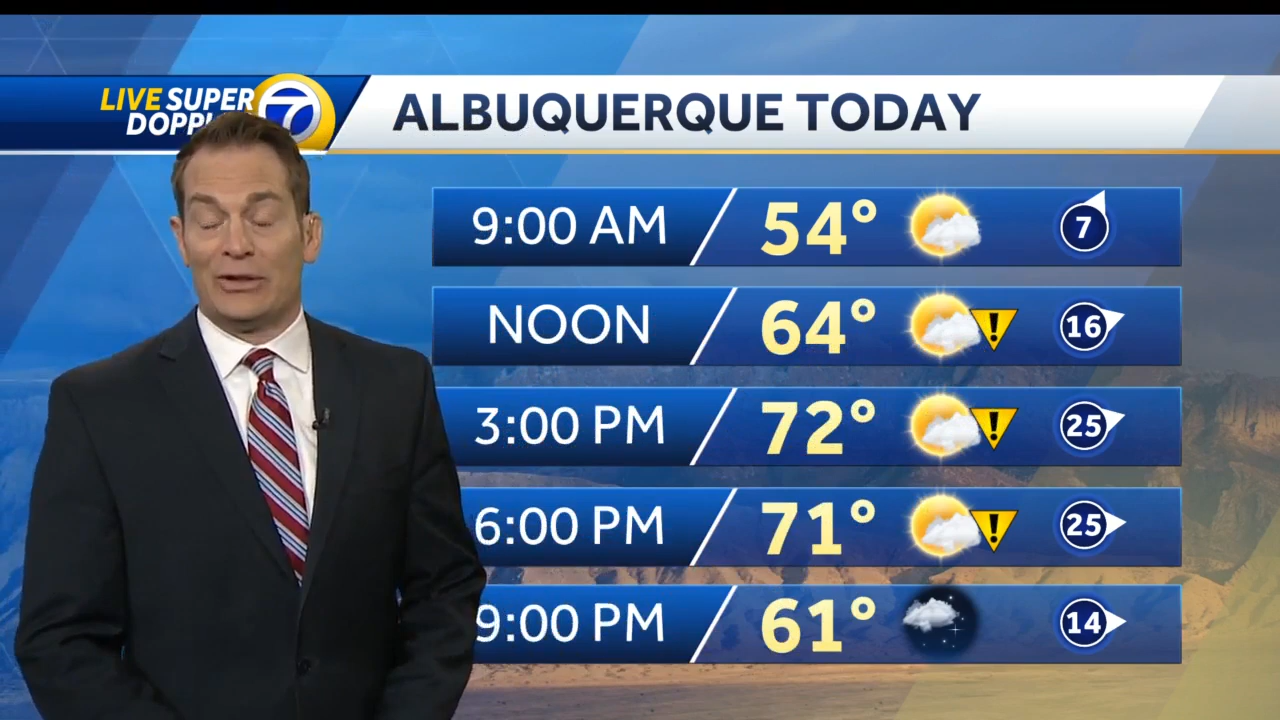 LIVE SUPER
DOPPL
7
ALBUQUERQUE TODAY
9:00 AM 54° 7
NOON 64° ! 16
3:00 PM 72° ! 25
6:00 PM 71° ! 25
9:00 PM 61° 14